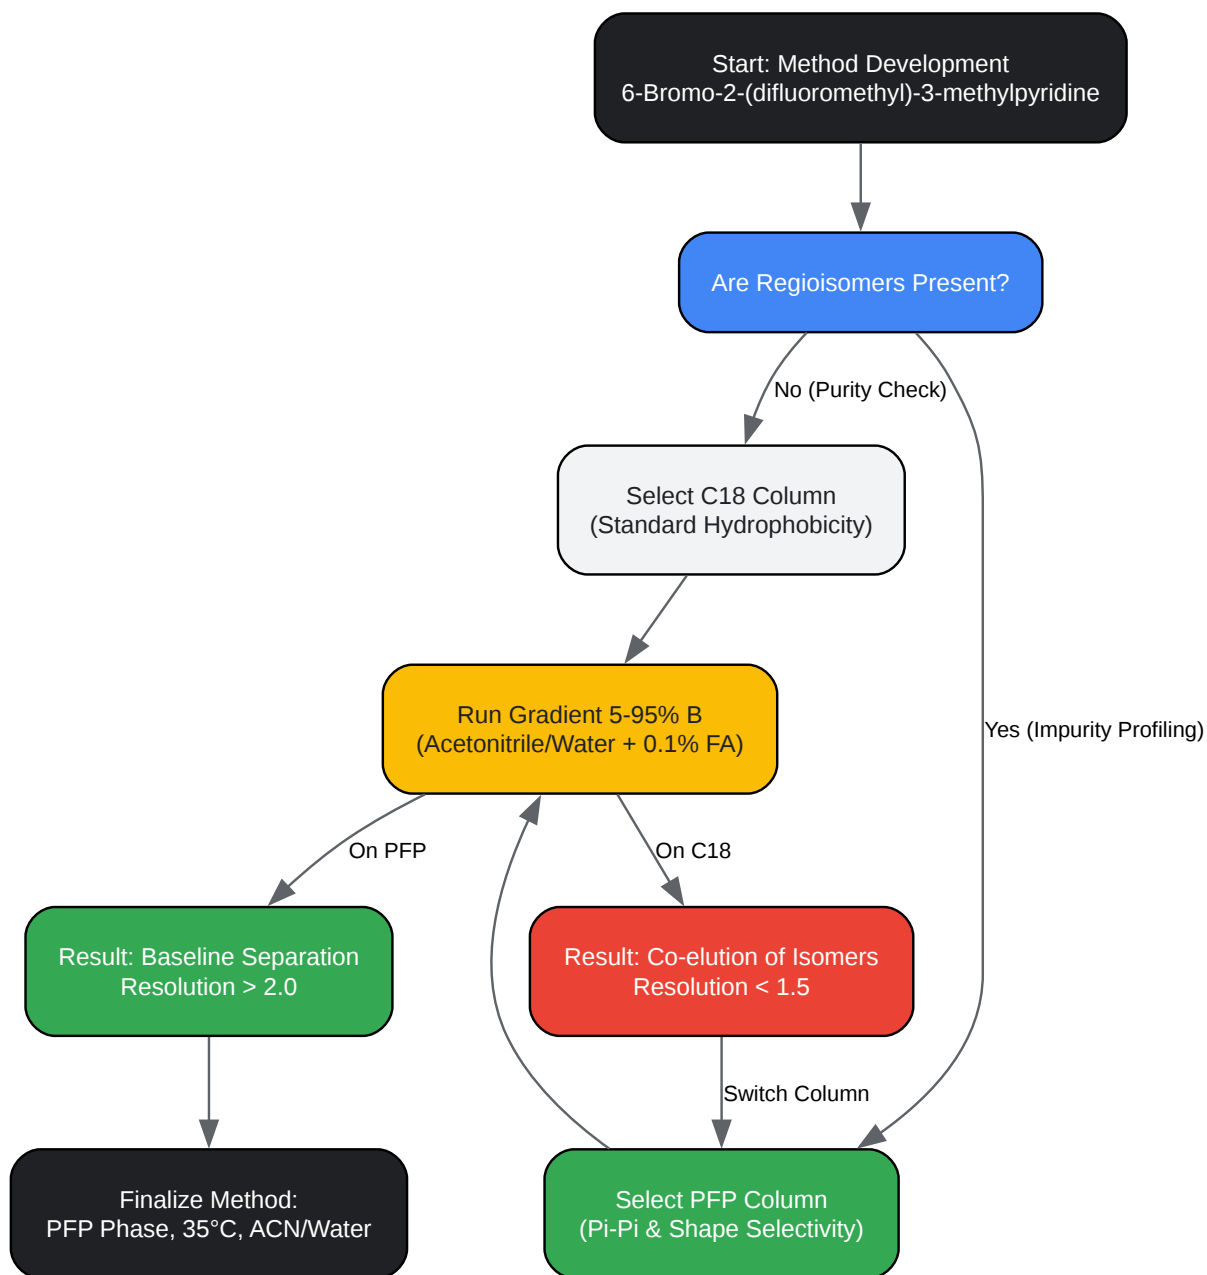 Start: Method Development
6-Bromo-2-(difluoromethyl)-3-methylpyridine
Are Regioisomers Present?
No (Purity Check)
Select C18 Column
(Standard Hydrophobicity)
Run Gradient 5-95% B
(Acetonitrile/Water + 0.1% FA)
Yes (Impurity Profiling)
On PFP
On C18
Result: Baseline Separation
Resolution > 2.0
Result: Co-elution of Isomers
Resolution < 1.5
Switch Column
Finalize Method:
PFP Phase, 35°C, ACN/Water
Select PFP Column
(Pi-Pi & Shape Selectivity)